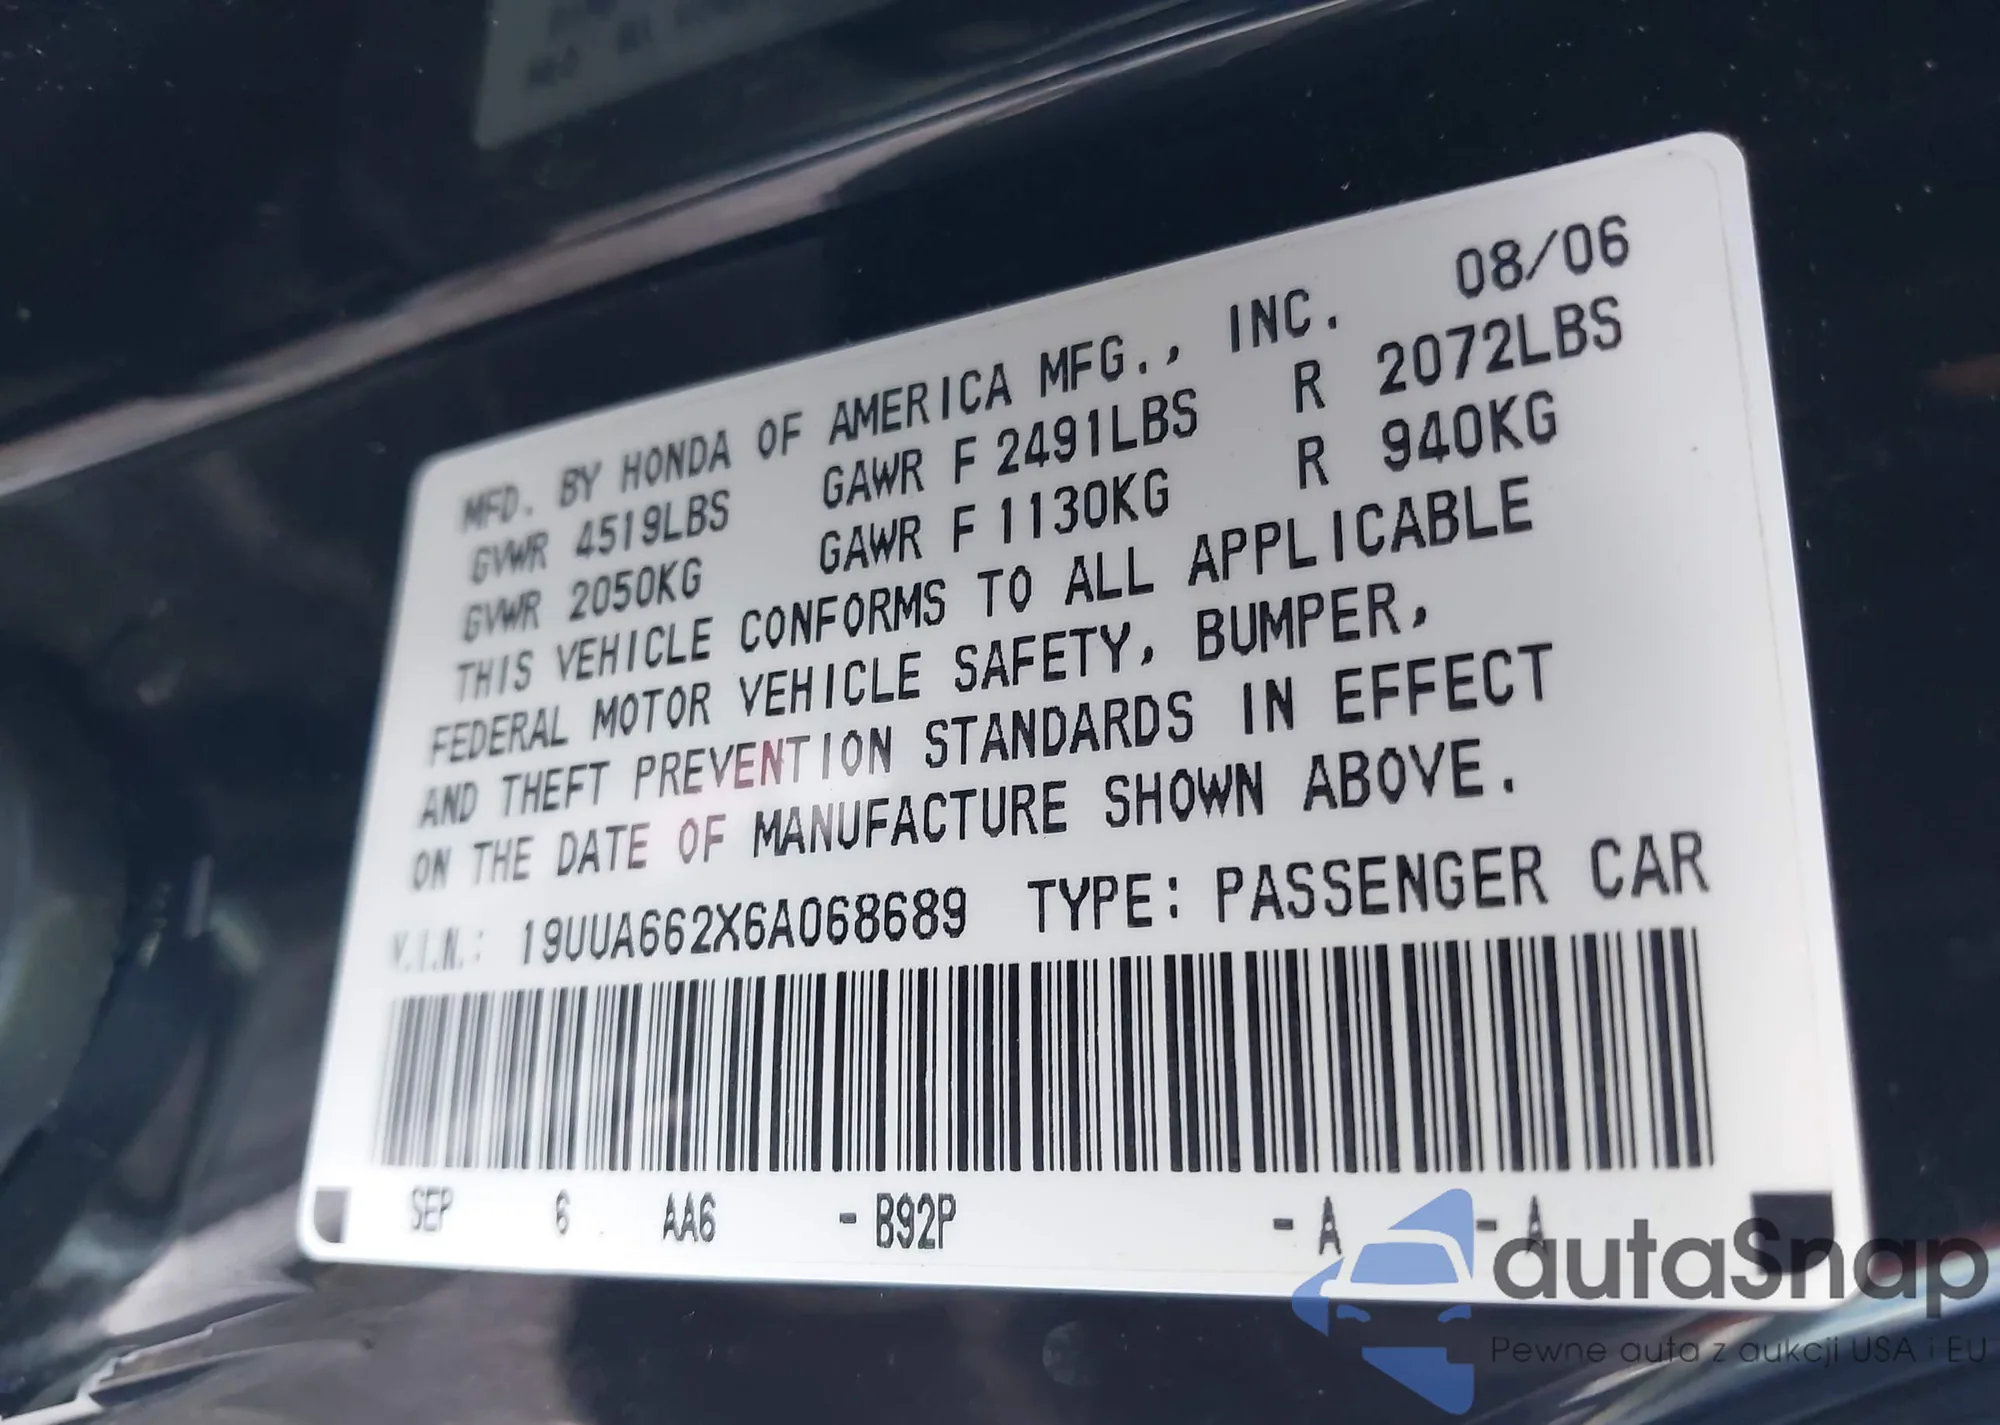 MFD. BY HONDA OF AMERICA MFG., INC. 08/06
GVWR 4519LBS GAWR F 2491LBS R 2072LBS
GVWR 2050KG GAWR F 1130KG R 940KG
THIS VEHICLE CONFORMS TO ALL APPLICABLE
FEDERAL MOTOR VEHICLE SAFETY, BUMPER,
AND THEFT PREVENTION STANDARDS IN EFFECT
ON THE DATE OF MANUFACTURE SHOWN ABOVE.
V.I.N.: 19UUA662X6A068689 TYPE: PASSENGER CAR
SEP 6 AA6 -B92P -A -A
autaSnap
Pewne auta z aukcji USA i EU